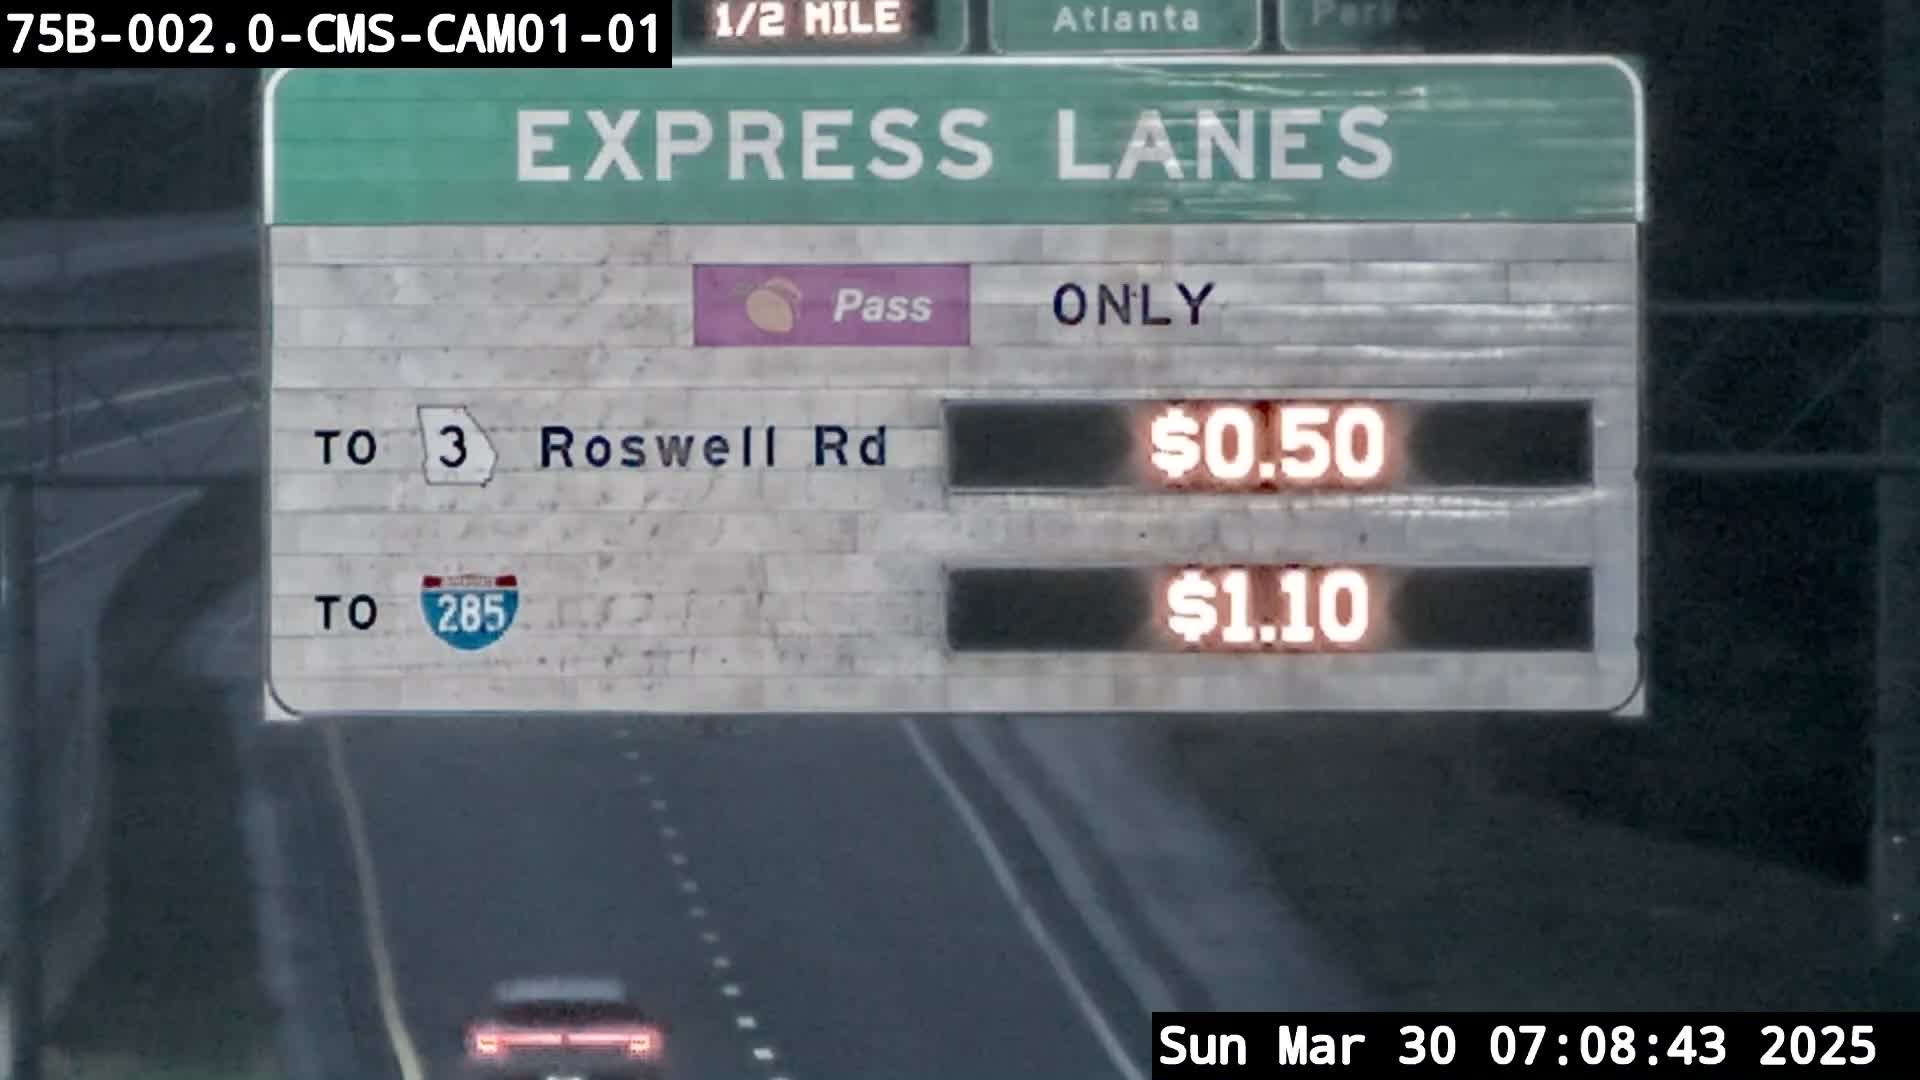 75B-002.0-CMS-CAM01-01
1/2 MILE
Atlanta
EXPRESS LANES
Pass ONLY
TO 3 Roswell Rd $0.50
TO 285 $1.10
Sun Mar 30 07:08:43 2025